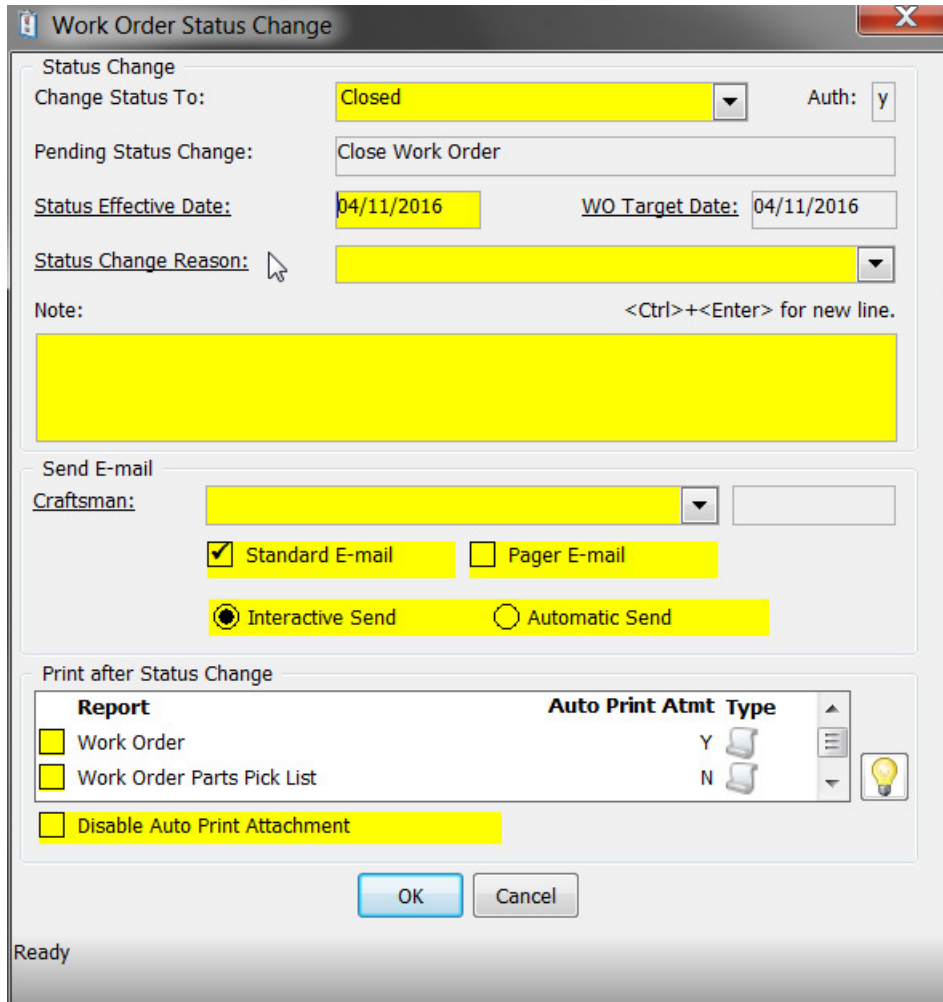 Work Order Status Change
Status Change
Change Status To: Closed Auth: y
Pending Status Change: Close Work Order
Status Effective Date: 04/11/2016 WO Target Date: 04/11/2016
Status Change Reason:
Note: <Ctrl>+<Enter> for new line.
Send E-mail
Craftsman:
Standard E-mail Pager E-mail
Interactive Send Automatic Send
Print after Status Change
Report Auto Print Atmt Type
Work Order Y
Work Order Parts Pick List N
Disable Auto Print Attachment
OK Cancel
Ready